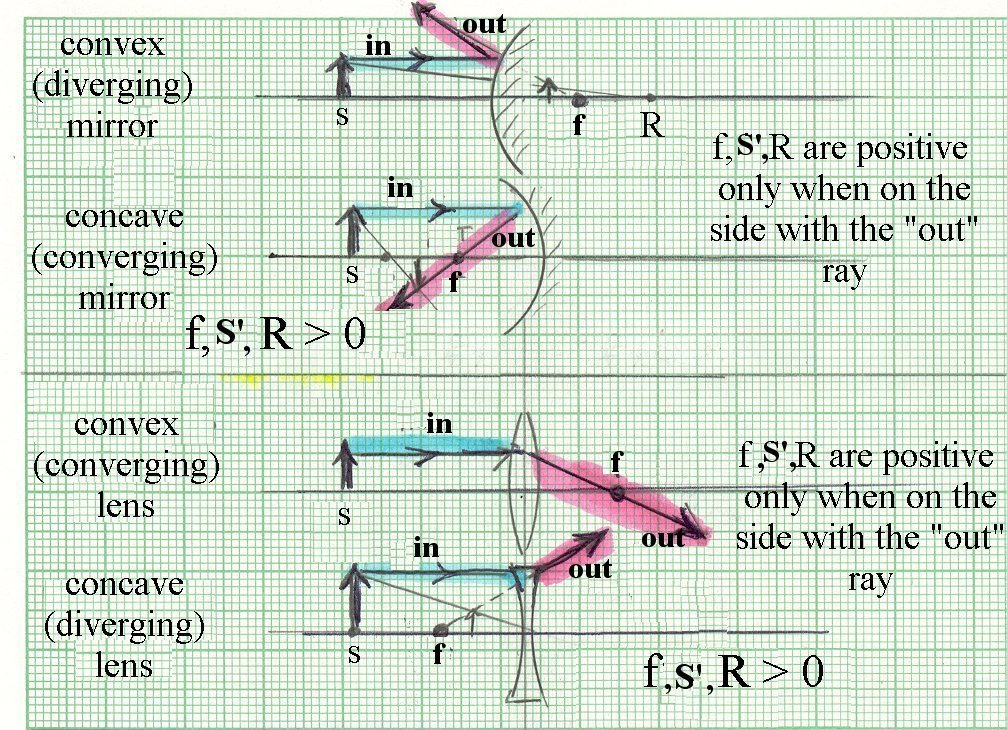 convex
(diverging)
mirror
in
out
s
f
R
f, S', R are positive
only when on the
side with the "out"
ray
concave
(converging)
mirror
in
out
s
f
f, S', R > 0
convex
(converging)
lens
in
f
out
s
f, S', R are positive
only when on the
side with the "out"
ray
concave
(diverging)
lens
in
out
s
f
f, S', R > 0